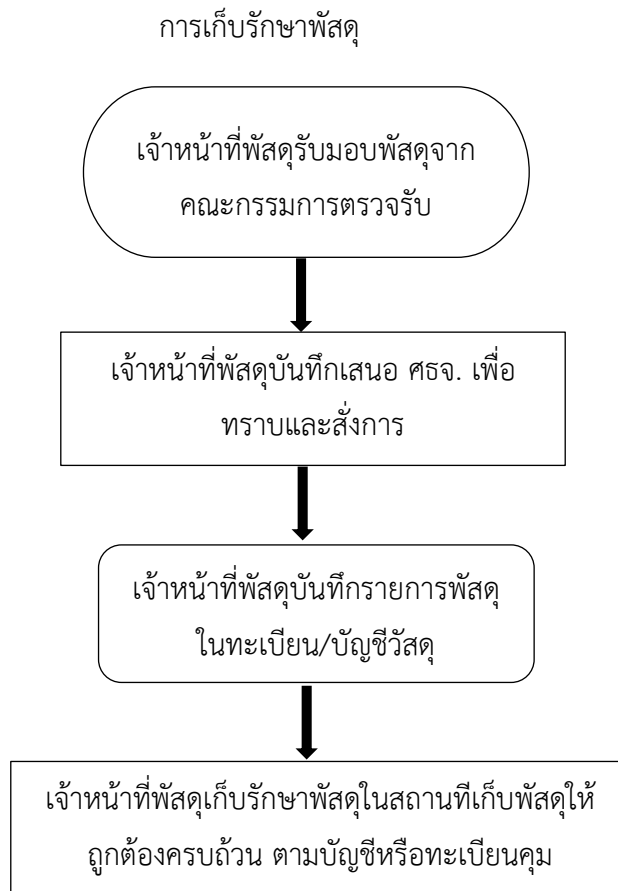 การเก็บรักษาพัสดุ
เจ้าหน้าที่พัสดุรับมอบพัสดุจาก
คณะกรรมการตรวจรับ
เจ้าหน้าที่พัสดุบันทึกเสนอ ศธจ. เพื่อ
ทราบและสั่งการ
เจ้าหน้าที่พัสดุบันทึกรายการพัสดุ
ในทะเบียน/บัญชีวัสดุ
เจ้าหน้าที่พัสดุเก็บรักษาพัสดุในสถานทีเก็บพัสดุให้
ถูกต้องครบถ้วน ตามบัญชีหรือทะเบียนคุม